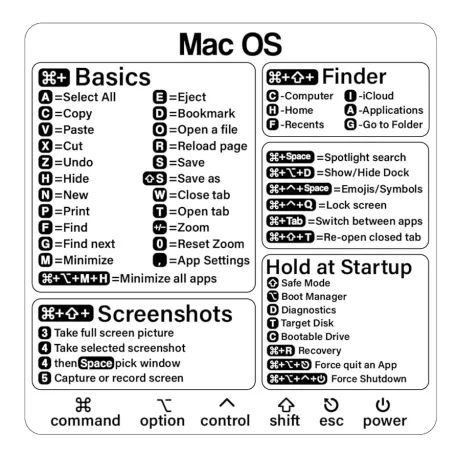 Mac OS
⌘+ Basics
A=Select All
C=Copy
V=Paste
X=Cut
Z=Undo
H=Hide
N=New
P=Print
F=Find
G=Find next
M=Minimize
E=Eject
D=Bookmark
O=Open a file
R=Reload page
S=Save
⇧S=Save as
W=Close tab
T=Open tab
+/-=Zoom
0=Reset Zoom
,=App Settings
⌘+⌥+M+H=Minimize all apps
⌘+⇧+ Screenshots
3 Take full screen picture
4 Take selected screenshot
4 then Space pick window
5 Capture or record screen
⌘+⇧+ Finder
C-Computer
H-Home
F-Recents
I-iCloud
A-Applications
G-Go to Folder
⌘+Space=Spotlight search
⌘+⌥+D=Show/Hide Dock
⌘+^+Space=Emojis/Symbols
⌘+^+Q=Lock screen
⌘+Tab=Switch between apps
⌘+⇧+T=Re-open closed tab
Hold at Startup
⇧ Safe Mode
⌥ Boot Manager
D Diagnostics
T Target Disk
C Bootable Drive
⌘+R Recovery
⌘+⌥+⎋ Force quit an App
⌘+⌥+^+⏻ Force Shutdown
⌘ ⌥ ^ ⇧ ⎋ ⏻
command option control shift esc power